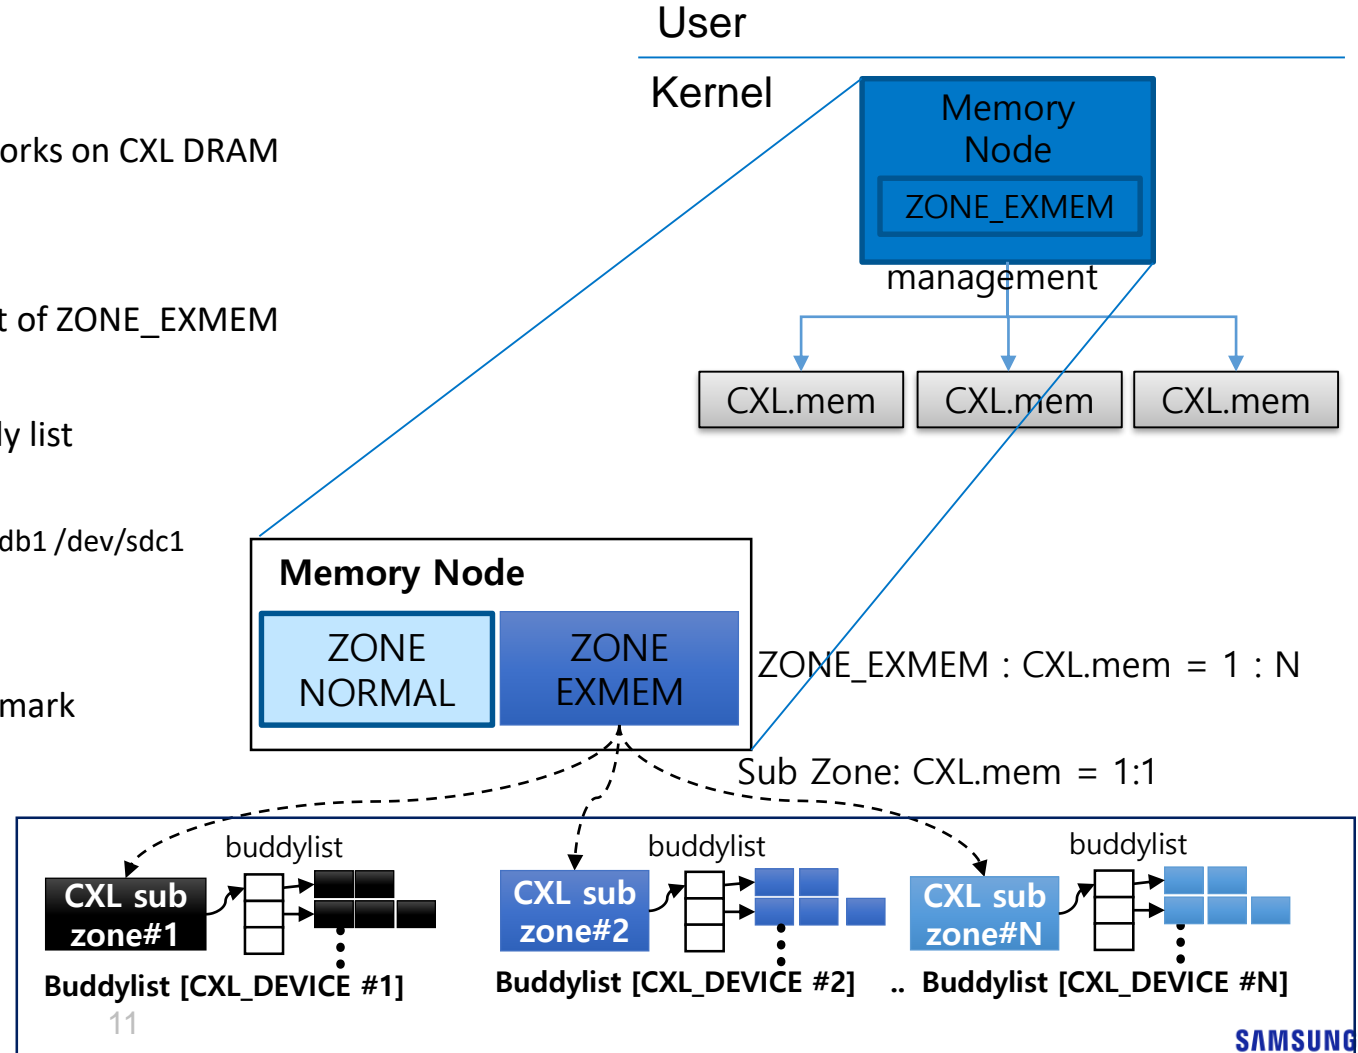 User
Kernel
Memory
Node
ZONE_EXMEM
management
CXL.mem
CXL.mem
CXL.mem
orks on CXL DRAM
t of ZONE_EXMEM
ly list
db1 /dev/sdc1
mark
Memory Node
ZONE
NORMAL
ZONE
EXMEM
ZONE_EXMEM : CXL.mem = 1 : N
Sub Zone: CXL.mem = 1:1
buddylist
CXL sub
zone#1
Buddylist [CXL_DEVICE #1]
buddylist
CXL sub
zone#2
Buddylist [CXL_DEVICE #2]
..
buddylist
CXL sub
zone#N
Buddylist [CXL_DEVICE #N]
11
SAMSUNG